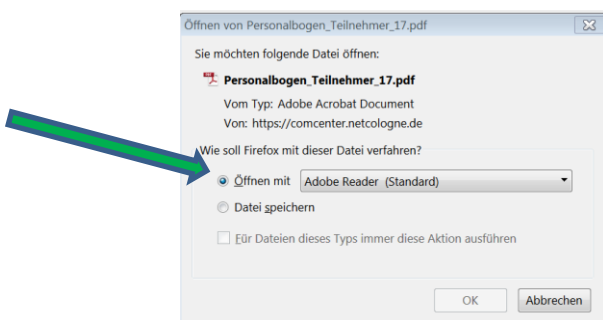 Öffnen von Personalbogen_Teilnehmer_17.pdf
Sie möchten folgende Datei öffnen:
Personalbogen_Teilnehmer_17.pdf
Vom Typ: Adobe Acrobat Document
Von: https://comcenter.netcologne.de
Wie soll Firefox mit dieser Datei verfahren?
Öffnen mit Adobe Reader (Standard)
Datei speichern
Für Dateien dieses Typs immer diese Aktion ausführen
OK Abbrechen